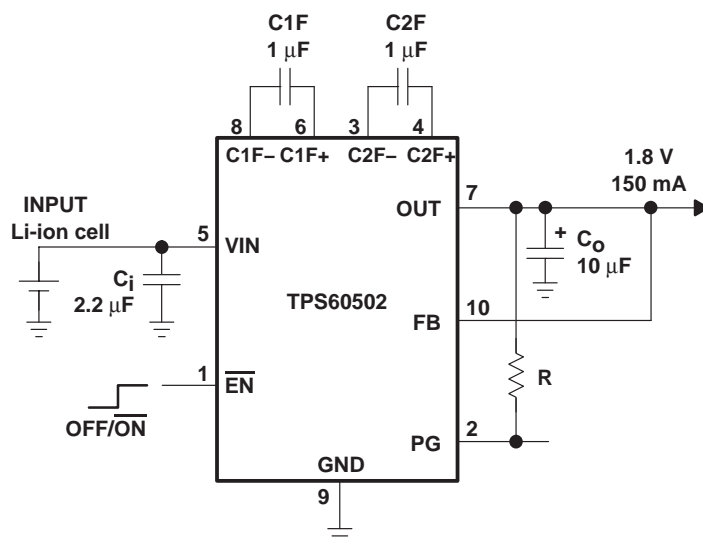 C1F
1 μF
C2F
1 μF
8
6
3
4
C1F−
C1F+
C2F−
C2F+
1.8 V
150 mA
INPUT
Li-ion cell
5
VIN
OUT
7
+
Co
10 μF
Ci
2.2 μF
TPS60502
FB
10
1
EN
OFF/ON
R
PG
2
GND
9